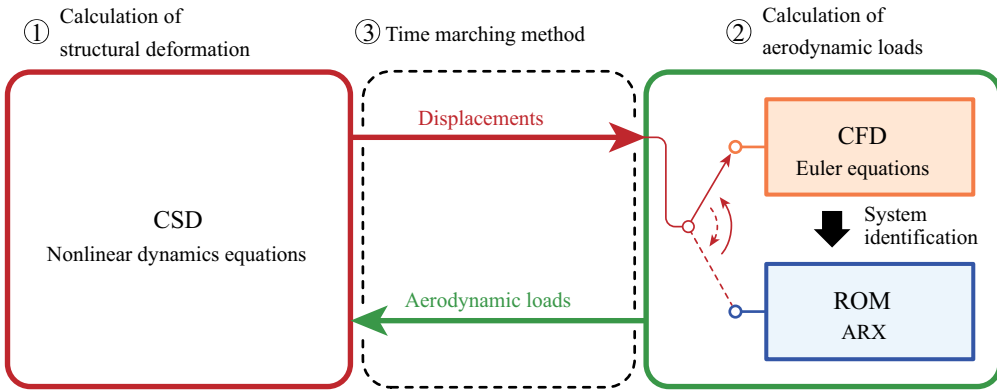 ① Calculation of
structural deformation
③ Time marching method
② Calculation of
aerodynamic loads
Displacements
CFD
Euler equations
CSD
Nonlinear dynamics equations
System
identification
Aerodynamic loads
ROM
ARX